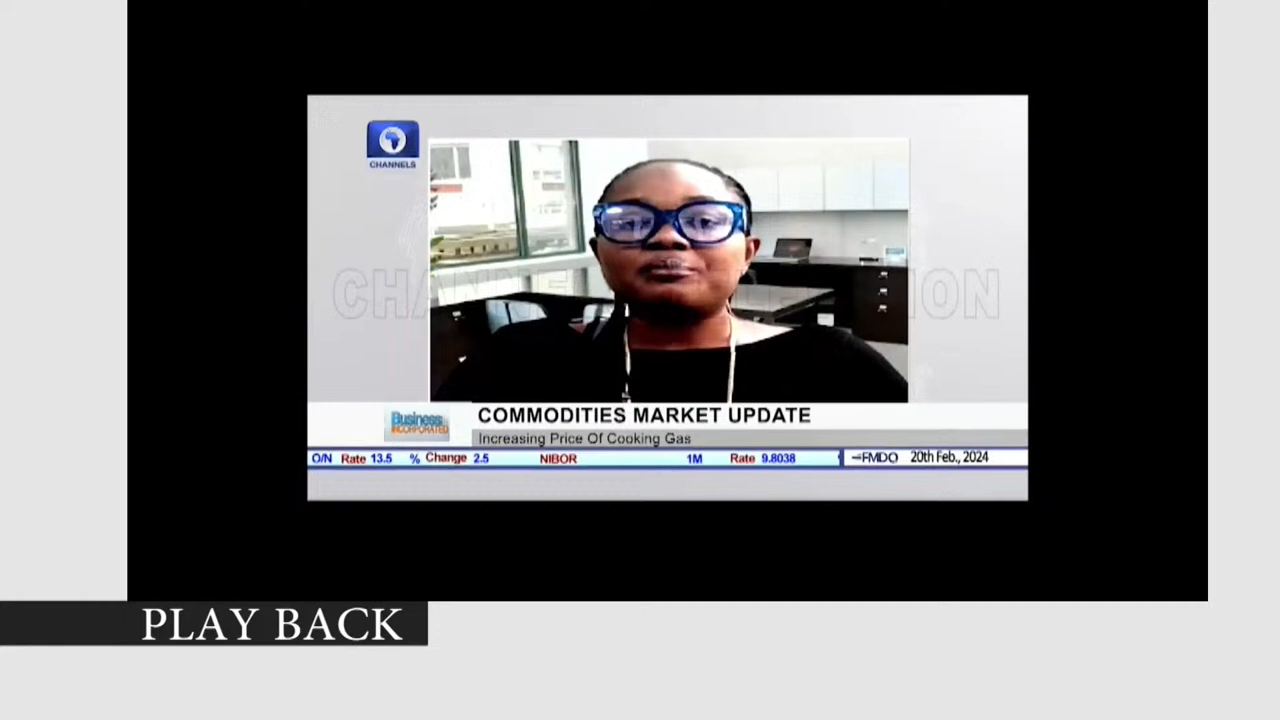 CHANNELS
COMMODITIES MARKET UPDATE
Business
INCORPORATED
Increasing Price Of Cooking Gas
O/N Rate 13.5 % Change 2.5 NIBOR 1M Rate 9.8038 FMDQ 20th Feb., 2024
PLAY BACK